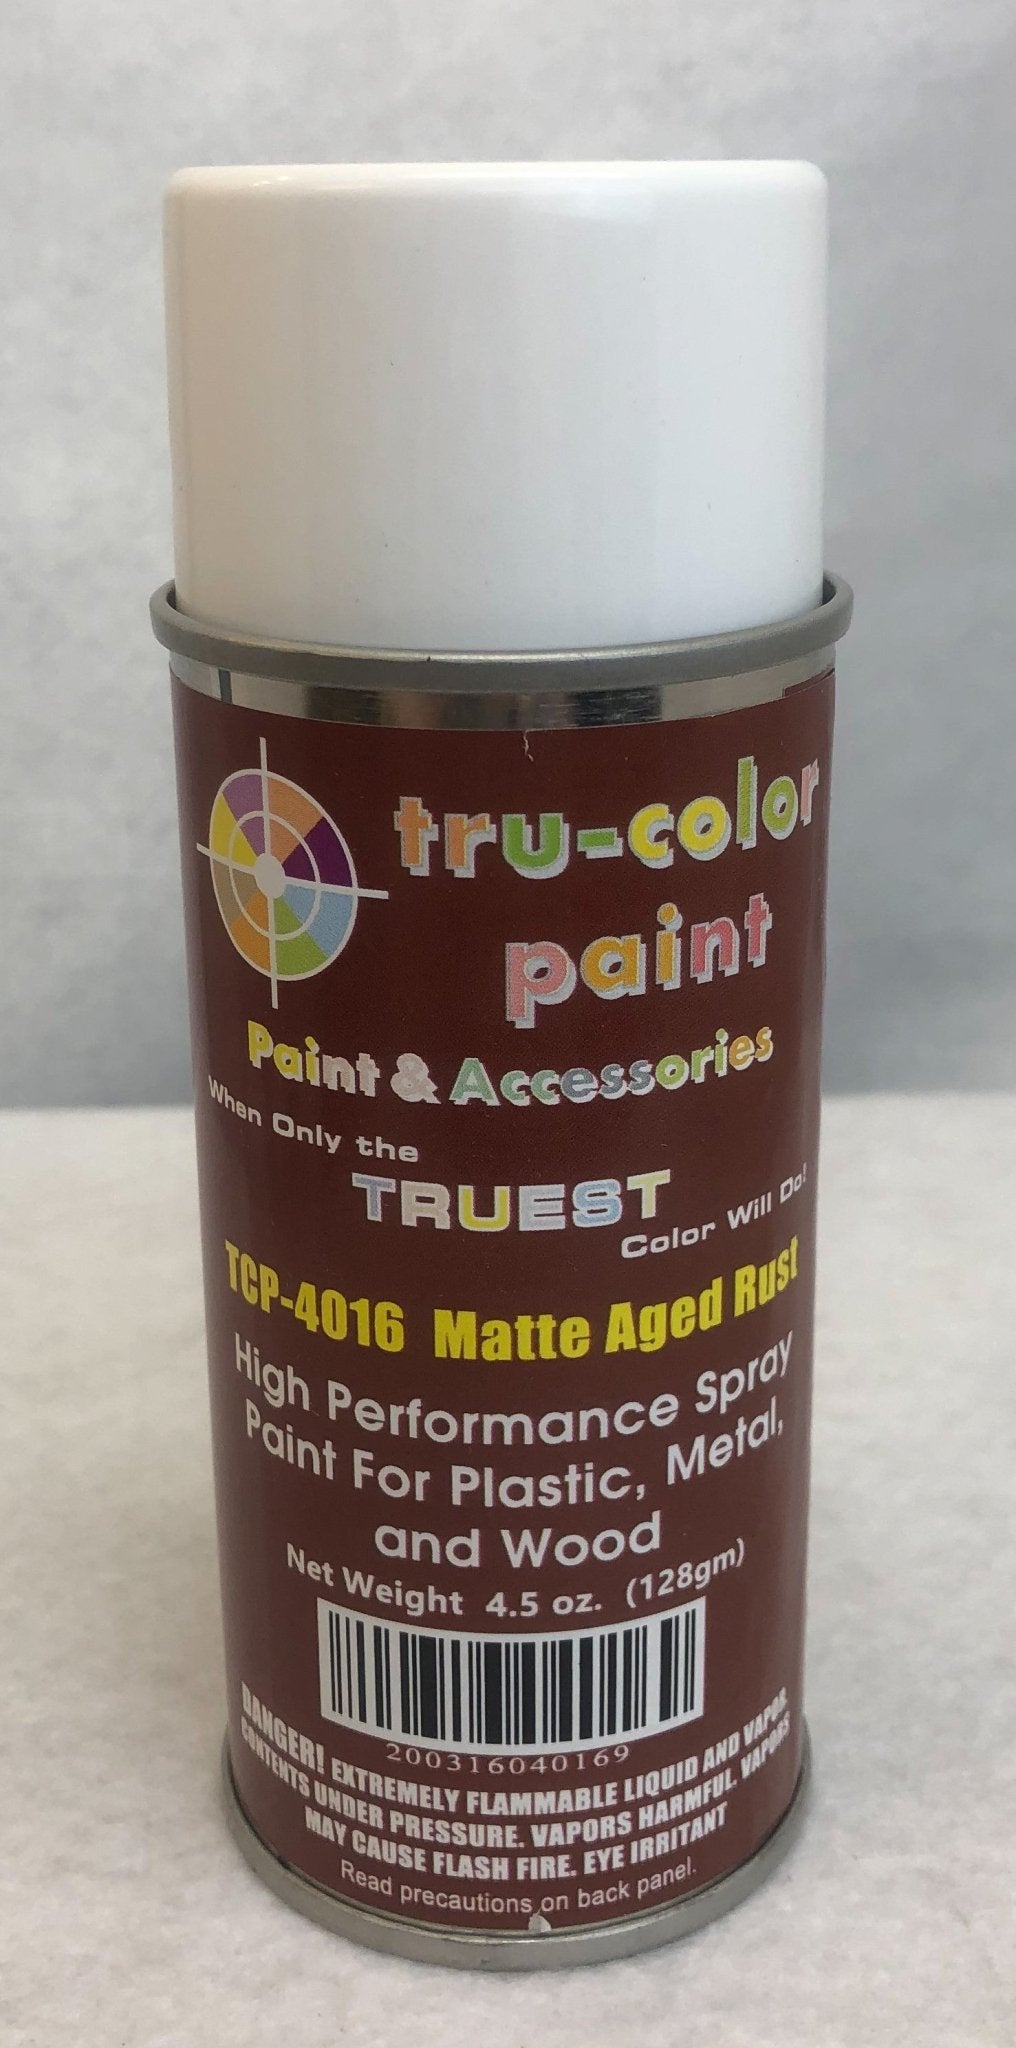 tru-color
paint
Paint & Accessories
When Only the
TRUEST
Color Will Do!
TCP-4016 Matte Aged Rust
High Performance Spray
Paint For Plastic, Metal,
and Wood
Net Weight 4.5 oz. (128gm)
200316040169
DANGER! EXTREMELY FLAMMABLE LIQUID AND VAPOR
CONTENTS UNDER PRESSURE. VAPORS HARMFUL. VAPORS
MAY CAUSE FLASH FIRE. EYE IRRITANT
Read precautions on back panel.